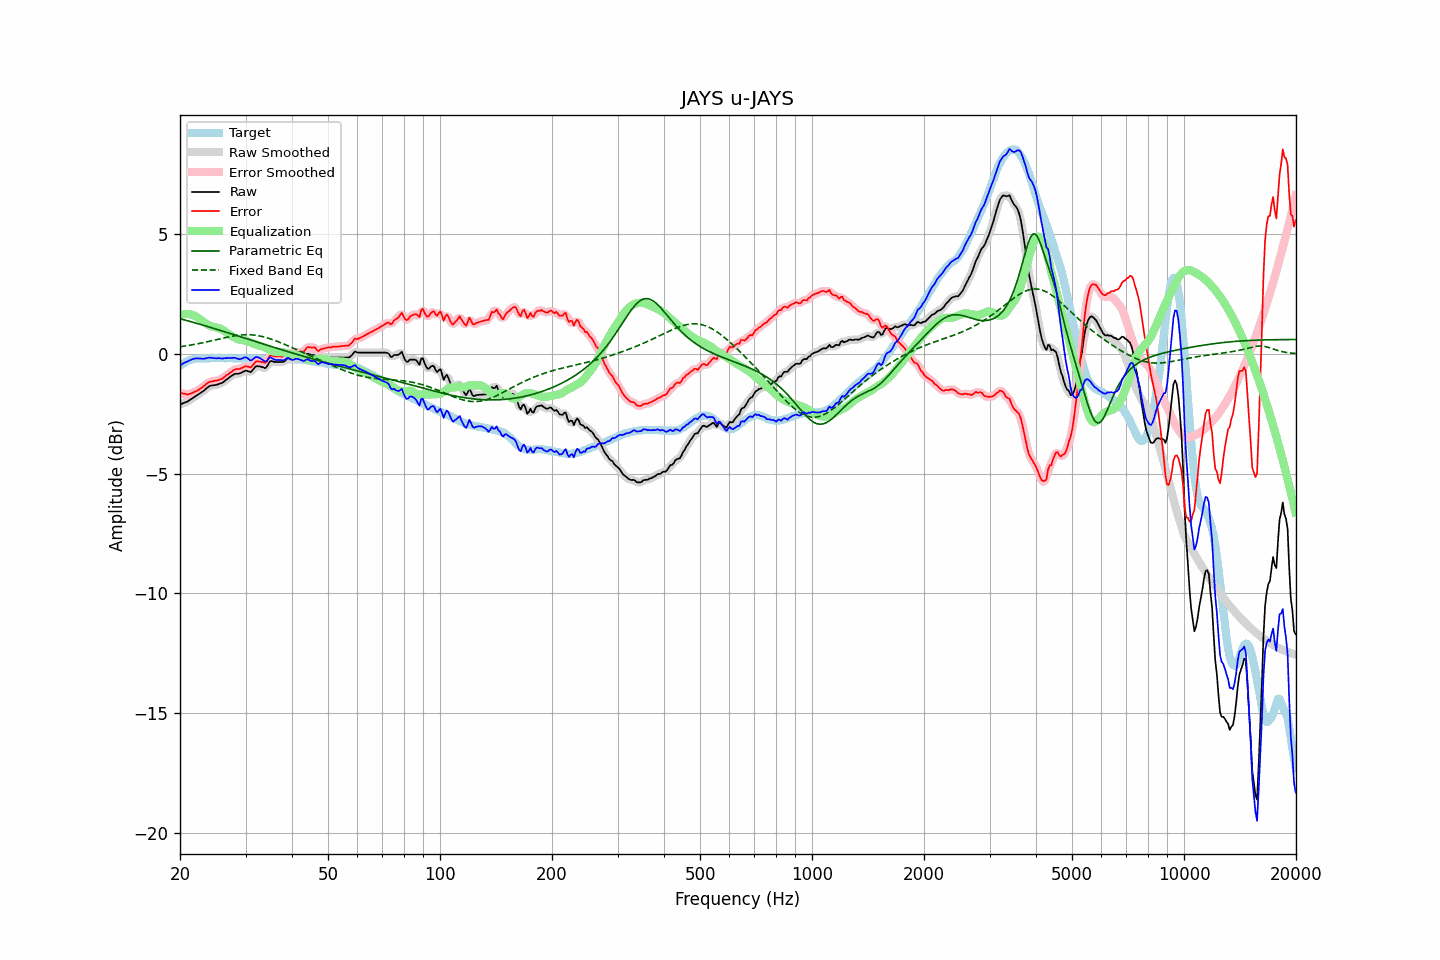 JAYS u-JAYS
Target
Raw Smoothed
Error Smoothed
Raw
Error
Equalization
Parametric Eq
Fixed Band Eq
Equalized
5
0
−5
−10
−15
−20
Amplitude (dBr)
20 50 100 200 500 1000 2000 5000 10000 20000
Frequency (Hz)